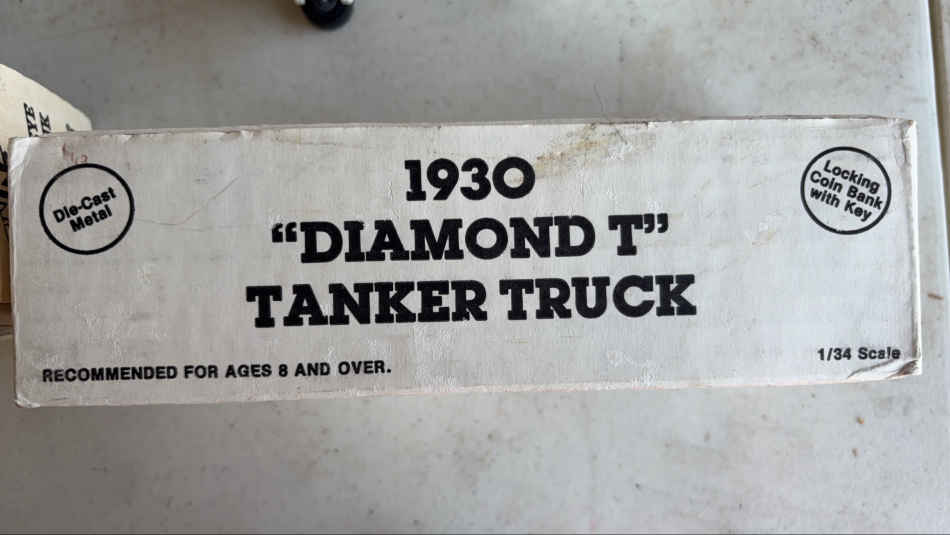 Die-Cast
Metal
1930
“DIAMOND T”
TANKER TRUCK
Locking
Coin Bank
with Key
RECOMMENDED FOR AGES 8 AND OVER.
1/34 Scale